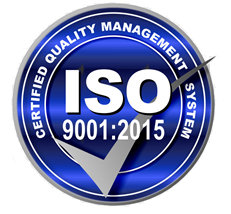 CERTIFIED QUALITY MANAGEMENT SYSTEM
ISO
9001:2015